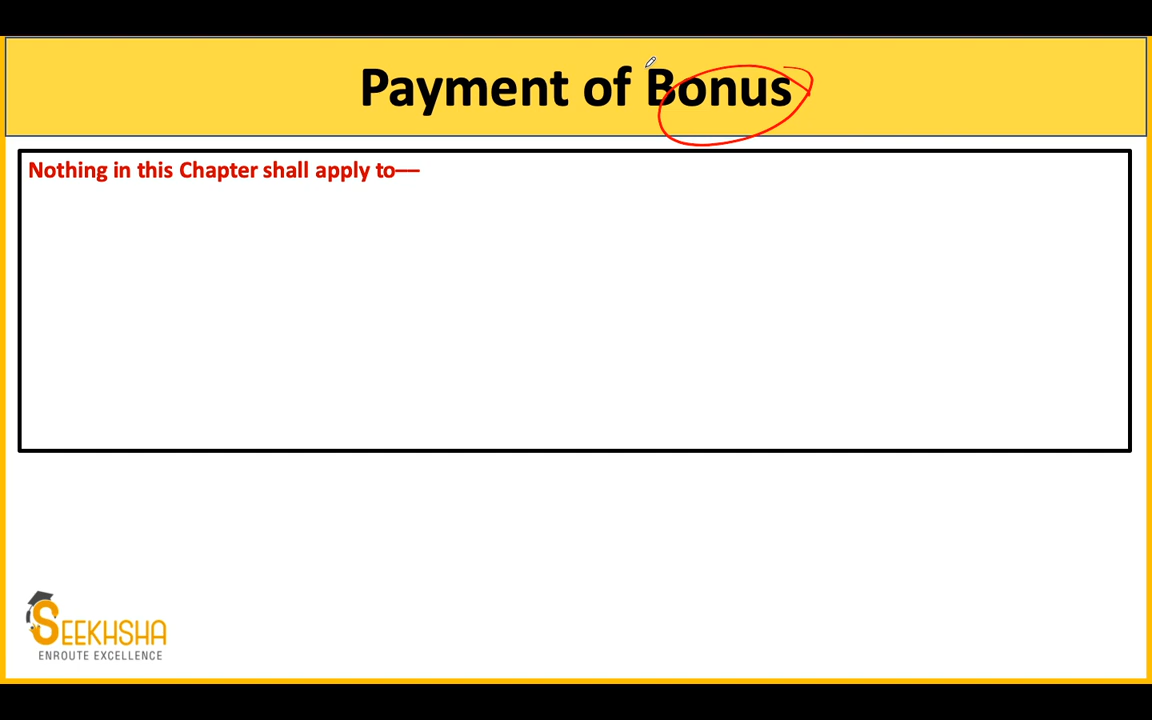 Payment of Bonus
Nothing in this Chapter shall apply to—
SEEKHSHA
ENROUTE EXCELLENCE